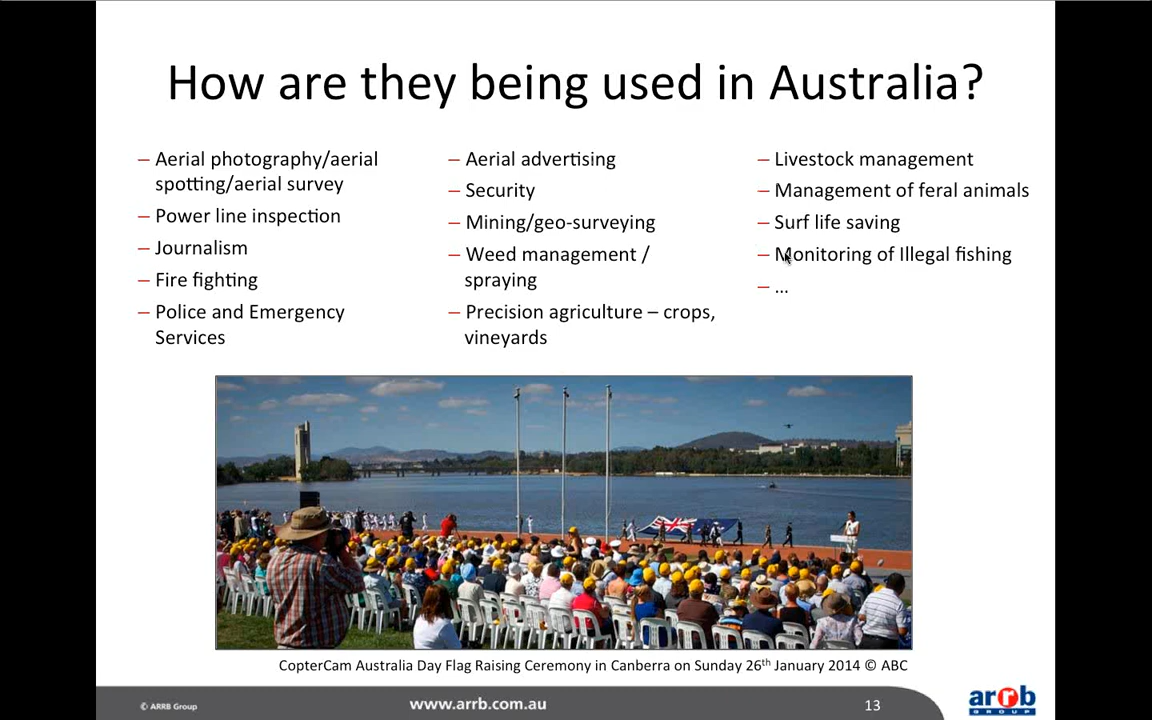 How are they being used in Australia?
– Aerial photography/aerial
spotting/aerial survey
– Power line inspection
– Journalism
– Fire fighting
– Police and Emergency
Services
– Aerial advertising
– Security
– Mining/geo-surveying
– Weed management /
spraying
– Precision agriculture – crops,
vineyards
– Livestock management
– Management of feral animals
– Surf life saving
– Monitoring of Illegal fishing
– ...
CopterCam Australia Day Flag Raising Ceremony in Canberra on Sunday 26th January 2014 © ABC
© ARRB Group
www.arrb.com.au
13
arrb
GROUP